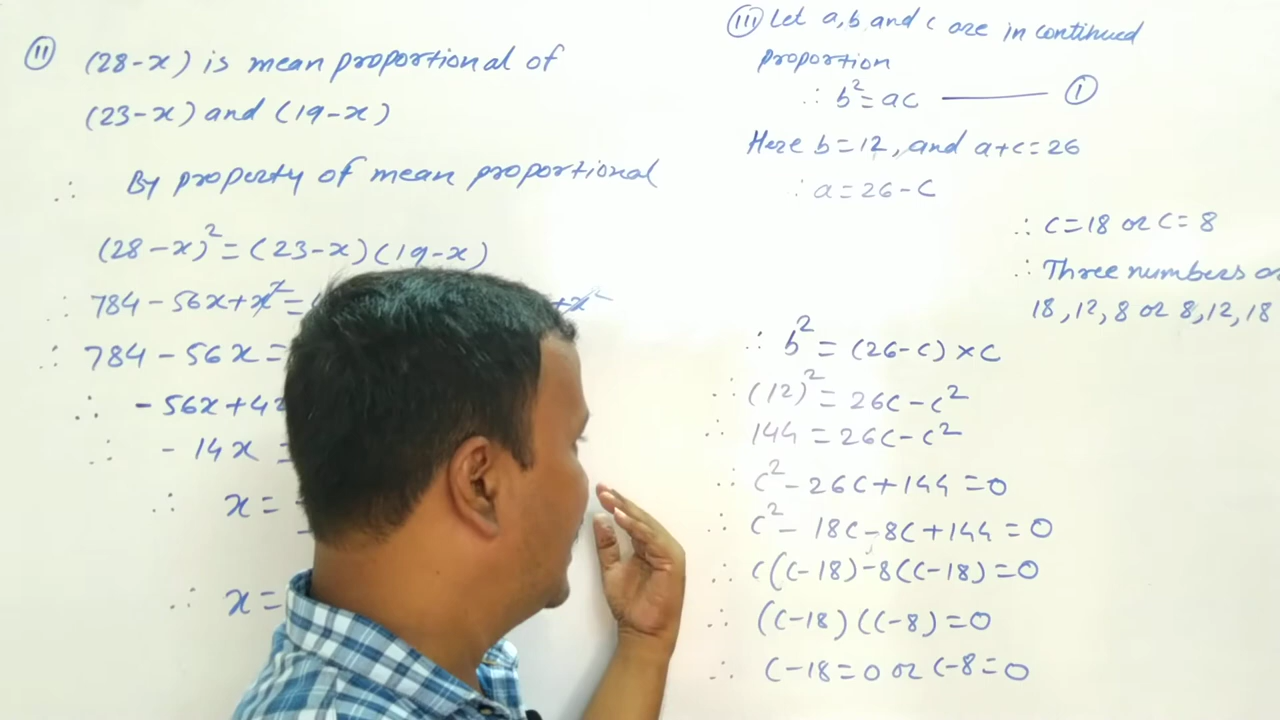 (II) (28-x) is mean proportional of
(23-x) and (19-x)
∴ By property of mean proportional
(28-x)² = (23-x)(19-x)
∴ 784-56x+x² = +x²
∴ 784-56x =
∴ -56x+42
∴ -14x =
∴ x =
∴ x =
(III) Let a,b and c are in continued
proportion
∴ b²=ac —— (1)
Here b=12, and a+c=26
∴ a=26-c
∴ c=18 or c=8
∴ Three numbers
18,12,8 or 8,12,18
∴ b² = (26-c)×c
∴ (12)² = 26c-c²
∴ 144 = 26c-c²
∴ c²-26c+144=0
∴ c²-18c-8c+144=0
∴ c(c-18)-8(c-18)=0
∴ (c-18)(c-8)=0
∴ c-18=0 or c-8=0